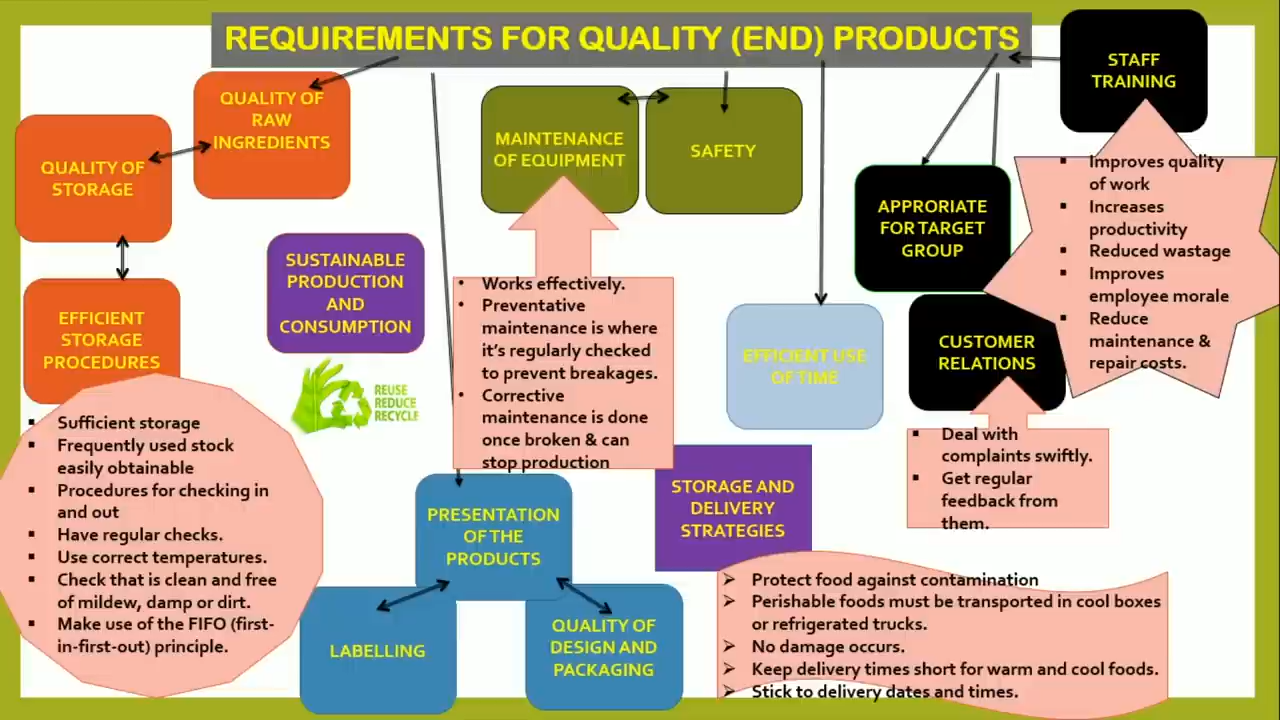 REQUIREMENTS FOR QUALITY (END) PRODUCTS
STAFF
TRAINING
QUALITY OF
RAW
INGREDIENTS
QUALITY OF
STORAGE
EFFICIENT
STORAGE
PROCEDURES
▪ Sufficient storage
▪ Frequently used stock
easily obtainable
▪ Procedures for checking in
and out
▪ Have regular checks.
▪ Use correct temperatures.
▪ Check that is clean and free
of mildew, damp or dirt.
▪ Make use of the FIFO (first-
in-first-out) principle.
SUSTAINABLE
PRODUCTION
AND
CONSUMPTION
REUSE
REDUCE
RECYCLE
MAINTENANCE
OF EQUIPMENT
SAFETY
• Works effectively.
• Preventative
maintenance is where
it's regularly checked
to prevent breakages.
• Corrective
maintenance is done
once broken & can
stop production
PRESENTATION
OF THE
PRODUCTS
LABELLING
QUALITY OF
DESIGN AND
PACKAGING
EFFICIENT USE
OF TIME
STORAGE AND
DELIVERY
STRATEGIES
➢ Protect food against contamination
➢ Perishable foods must be transported in cool boxes
or refrigerated trucks.
➢ No damage occurs.
➢ Keep delivery times short for warm and cool foods.
➢ Stick to delivery dates and times.
APPRORIATE
FOR TARGET
GROUP
CUSTOMER
RELATIONS
▪ Deal with
complaints swiftly.
▪ Get regular
feedback from
them.
▪ Improves quality
of work
▪ Increases
productivity
▪ Reduced wastage
▪ Improves
employee morale
▪ Reduce
maintenance &
repair costs.